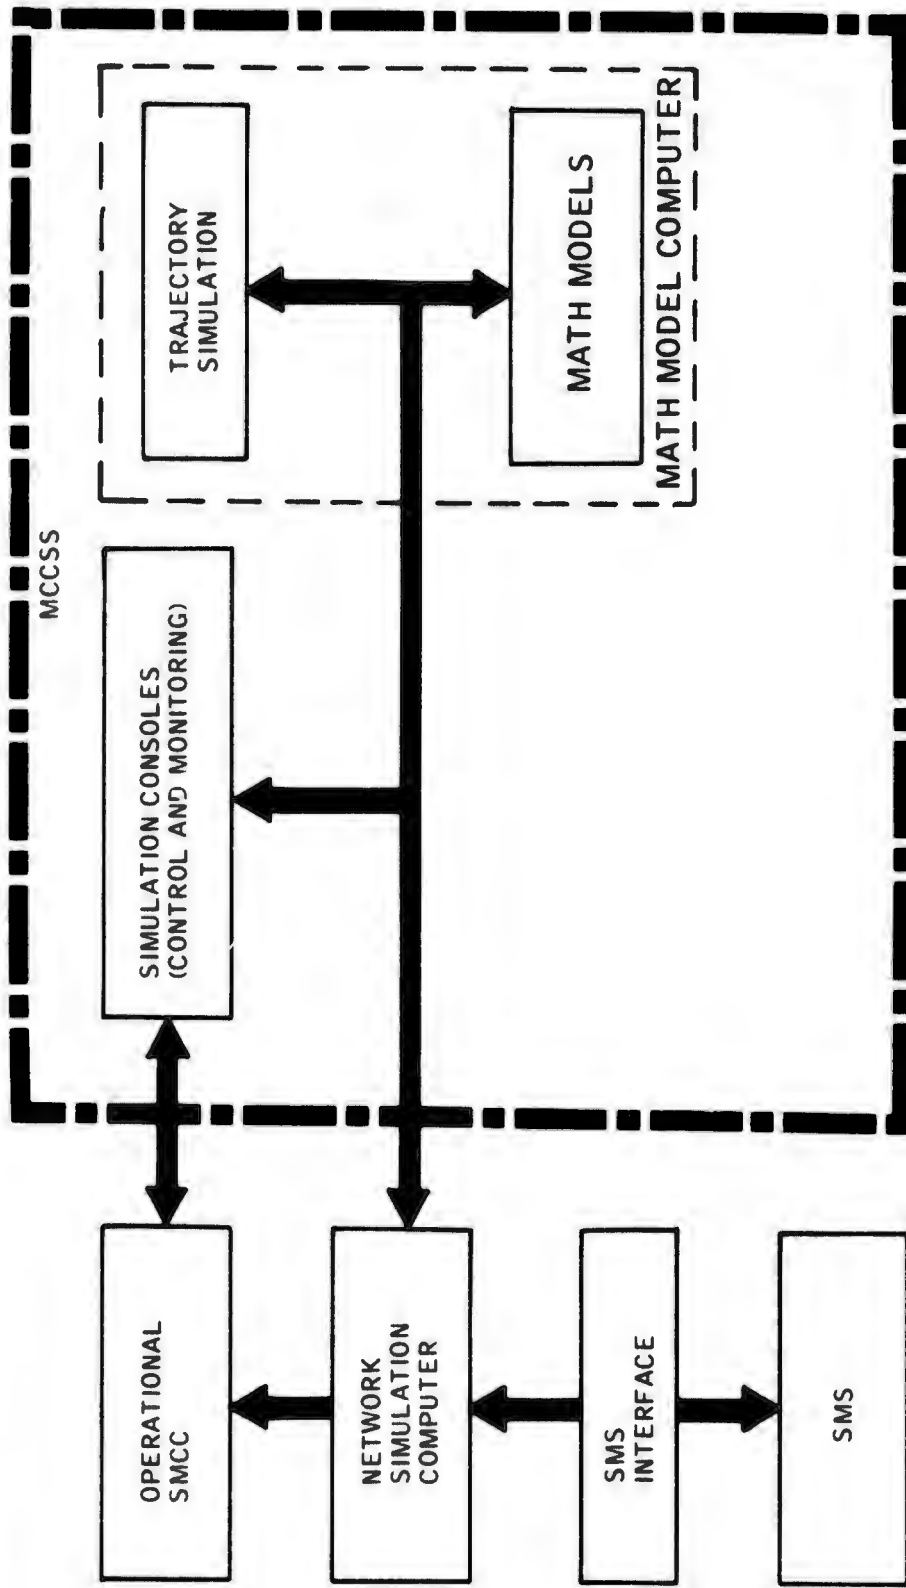 MCCSS
OPERATIONAL
SMCC
SIMULATION CONSOLES
(CONTROL AND MONITORING)
TRAJECTORY
SIMULATION
NETWORK
SIMULATION
COMPUTER
SMS
INTERFACE
MATH MODELS
MATH MODEL COMPUTER
SMS